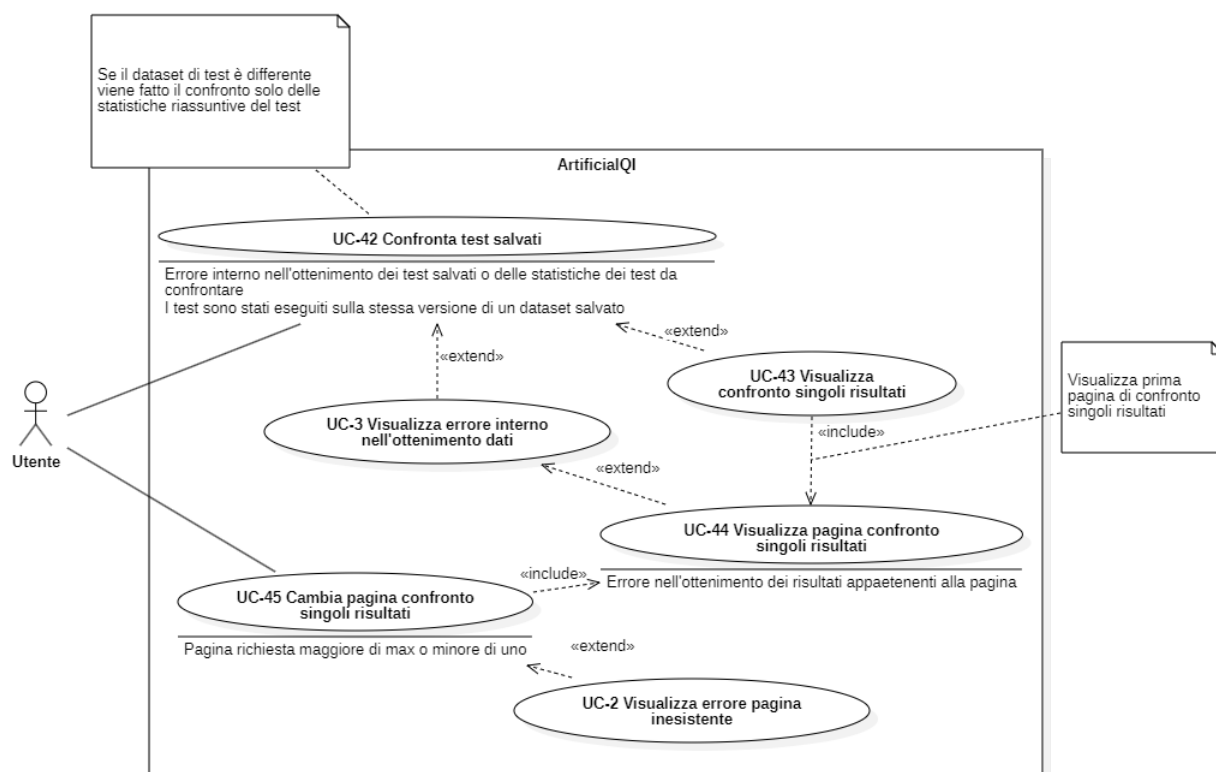 Se il dataset di test è differente
viene fatto il confronto solo delle
statistiche riassuntive del test
ArtificialQI
UC-42 Confronta test salvati
Errore interno nell'ottenimento dei test salvati o delle statistiche dei test da
confrontare
I test sono stati eseguiti sulla stessa versione di un dataset salvato
«extend»
«extend»
UC-43 Visualizza
confronto singoli risultati
Visualizza prima
pagina di confronto
singoli risultati
UC-3 Visualizza errore interno
nell'ottenimento dati
«include»
Utente
«extend»
UC-44 Visualizza pagina confronto
singoli risultati
«include»
Errore nell'ottenimento dei risultati appaetenenti alla pagina
UC-45 Cambia pagina confronto
singoli risultati
Pagina richiesta maggiore di max o minore di uno
«extend»
UC-2 Visualizza errore pagina
inesistente